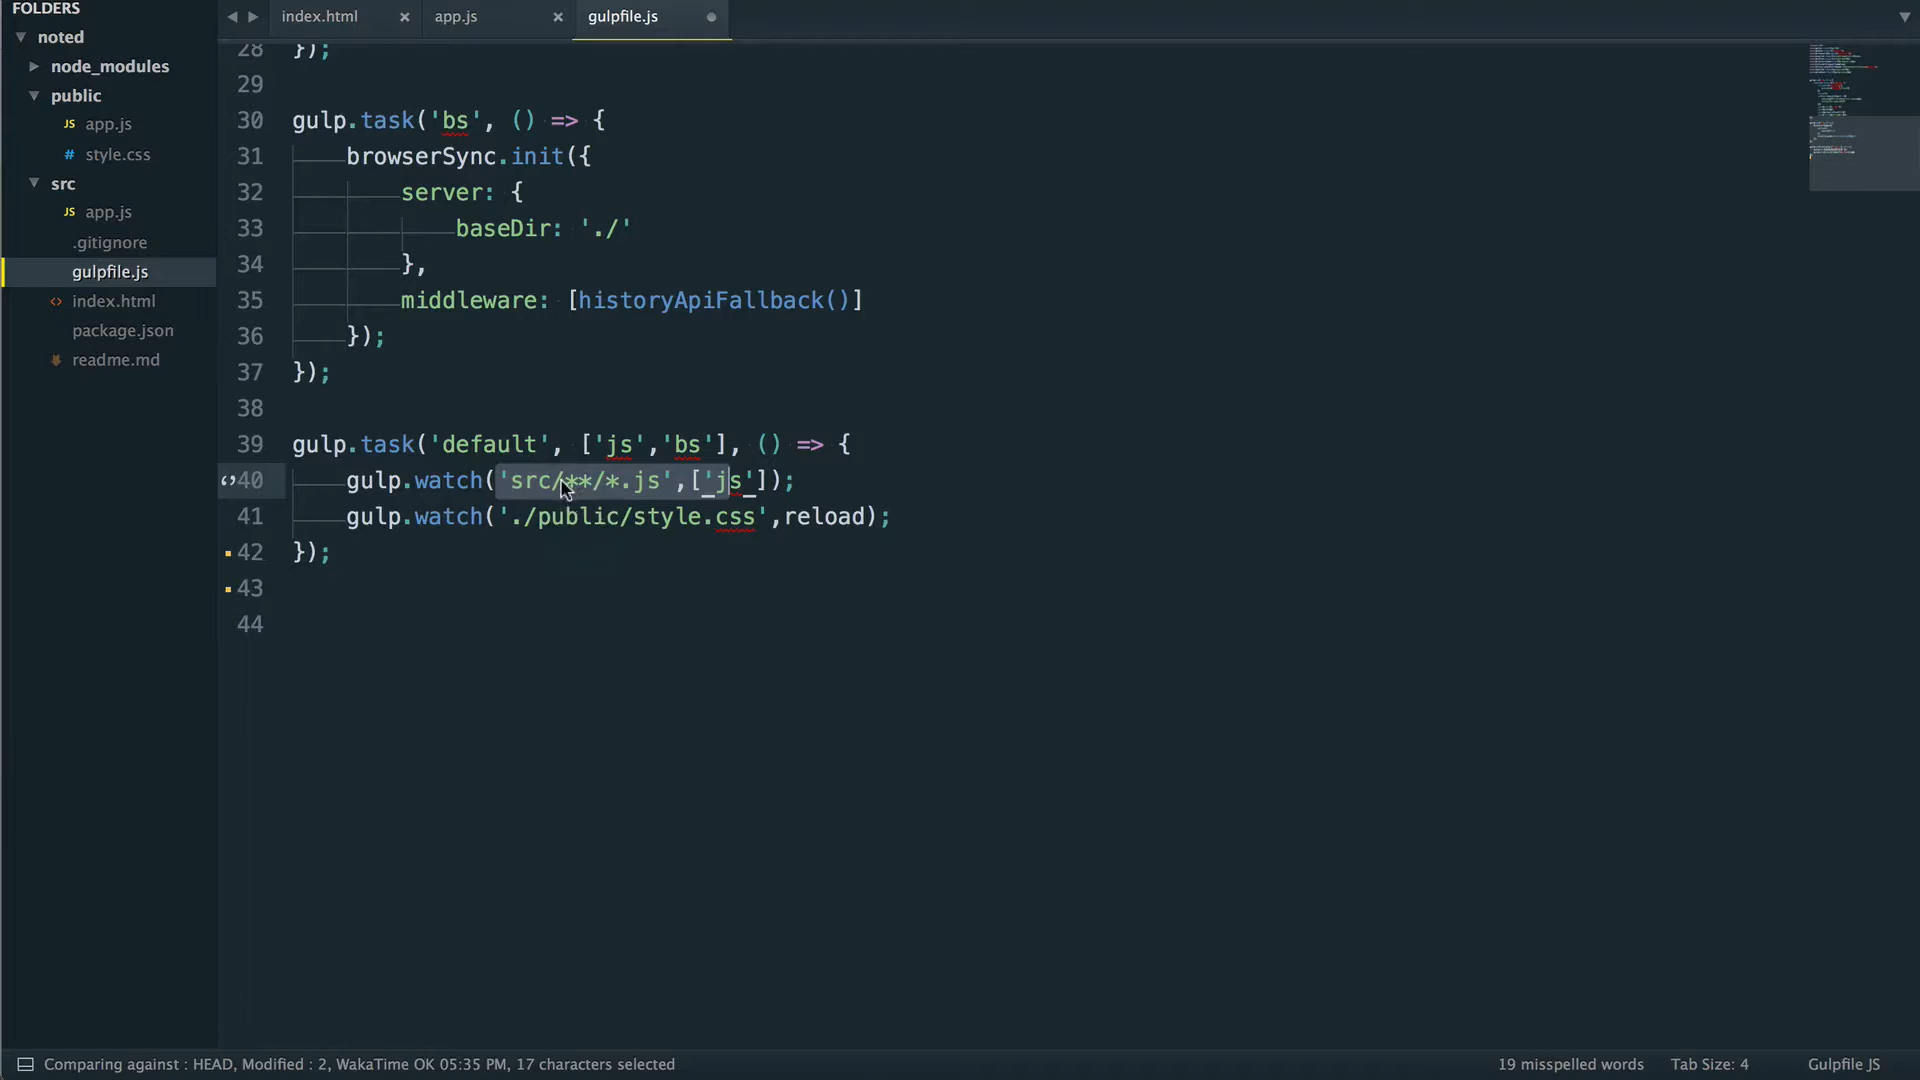 FOLDERS
noted
node_modules
public
JS app.js
# style.css
src
JS app.js
.gitignore
gulpfile.js
<> index.html
package.json
readme.md
index.html ×
app.js ×
gulpfile.js
28 });
29
30 gulp.task('bs', () => {
31 browserSync.init({
32 server: {
33 baseDir: './'
34 },
35 middleware: [historyApiFallback()]
36 });
37 });
38
39 gulp.task('default', ['js','bs'], () => {
40 gulp.watch('src/**/*.js',['js']);
41 gulp.watch('./public/style.css',reload);
42 });
43
44
Comparing against : HEAD, Modified : 2, WakaTime OK 05:35 PM, 17 characters selected
19 misspelled words
Tab Size: 4
Gulpfile JS